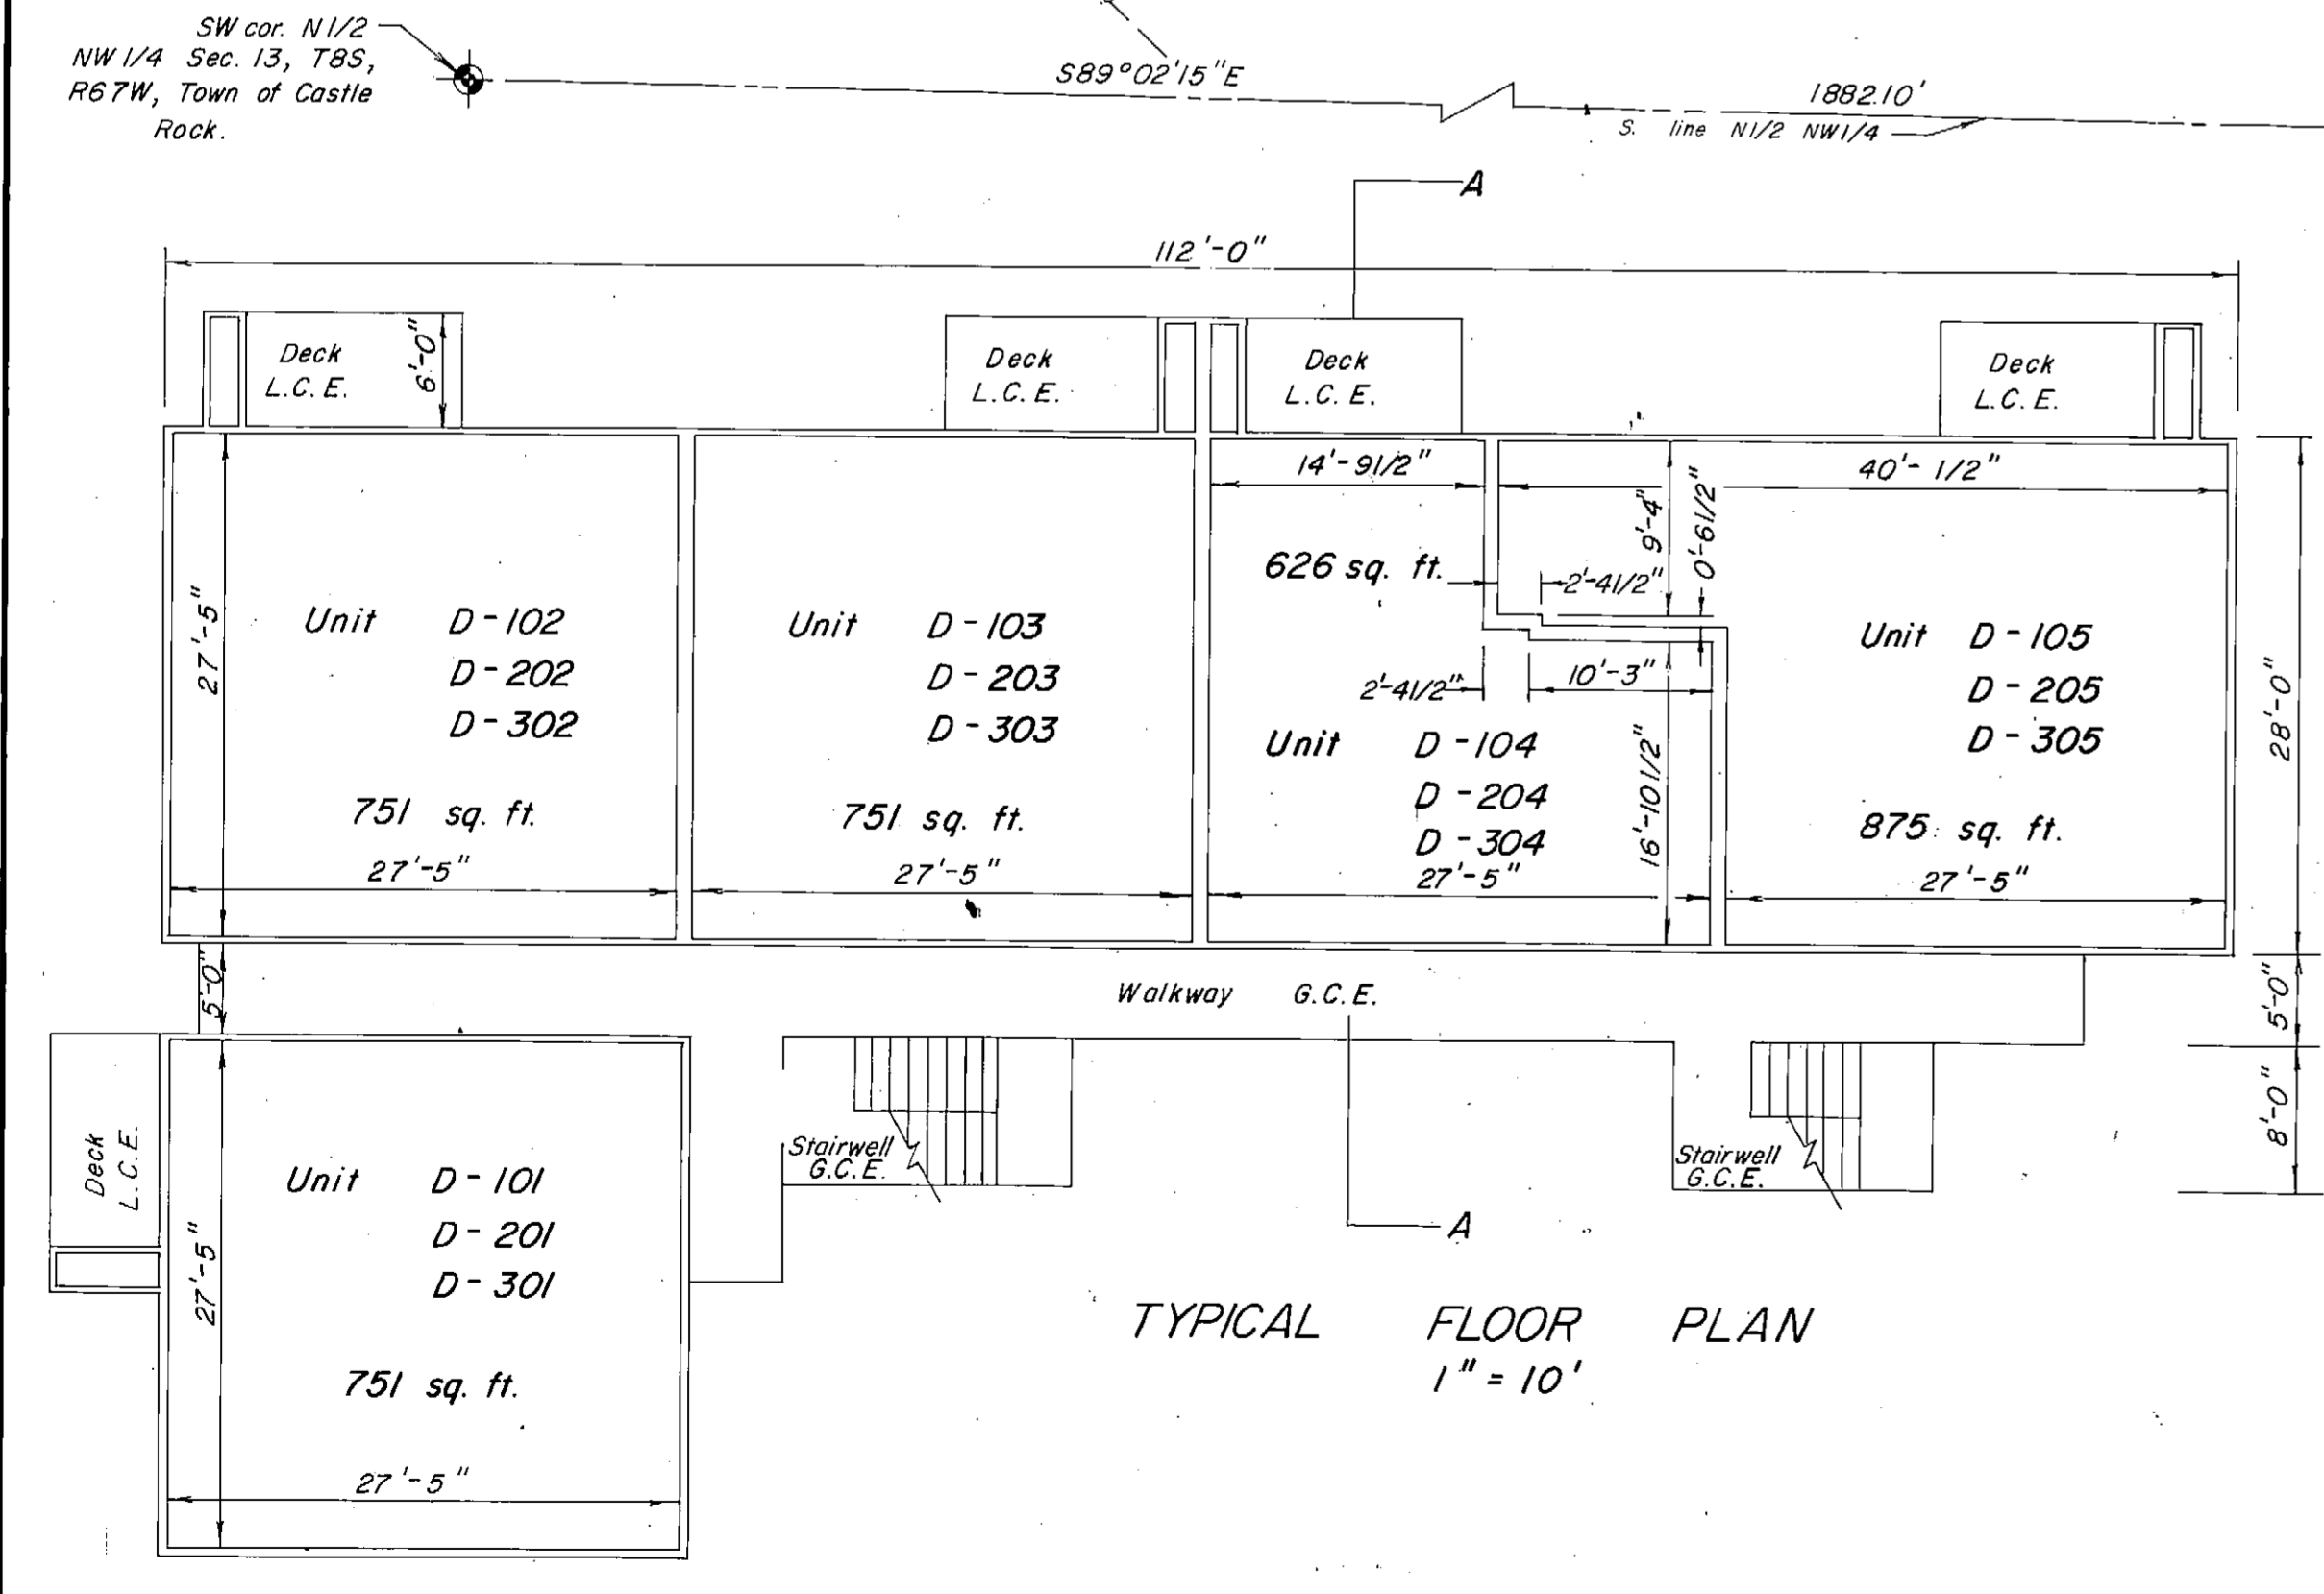 SW cor. N1/2
NW 1/4 Sec. 13, T8S,
R67W, Town of Castle
Rock.
S89°02'15"E
1882.10'
S. line N1/2 NW1/4
A
112'-0"
Deck
L.C.E.
6'-0"
Deck
L.C.E.
Deck
L.C.E.
Deck
L.C.E.
14'-9 1/2"
40'- 1/2"
9'-4"
0'-6 1/2"
626 sq. ft.
2'-4 1/2"
27'-5"
Unit D-102
D-202
D-302
751 sq. ft.
27'-5"
Unit D-103
D-203
D-303
751 sq. ft.
27'-5"
2'-4 1/2"
10'-3"
Unit D-104
D-204
D-304
27'-5"
16'-10 1/2"
Unit D-105
D-205
D-305
875 sq. ft.
27'-5"
28'-0"
5'-0"
Walkway G.C.E.
5'-0"
8'-0"
Deck
L.C.E.
Unit D-101
D-201
D-301
27'-5"
751 sq. ft.
27'-5"
Stairwell
G.C.E.
Stairwell
G.C.E.
A
TYPICAL FLOOR PLAN
1" = 10'